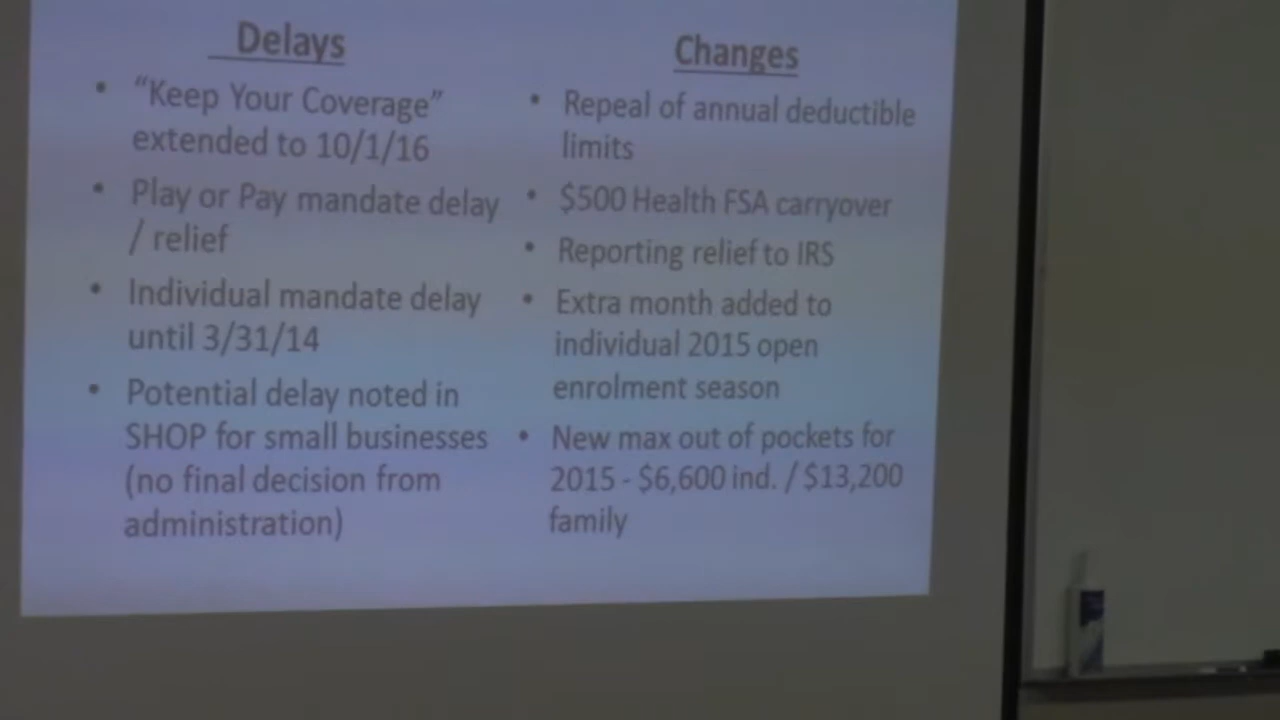 Delays
• “Keep Your Coverage”
extended to 10/1/16
• Play or Pay mandate delay
/ relief
• Individual mandate delay
until 3/31/14
• Potential delay noted in
SHOP for small businesses
(no final decision from
administration)
Changes
• Repeal of annual deductible
limits
• $500 Health FSA carryover
• Reporting relief to IRS
• Extra month added to
individual 2015 open
enrolment season
• New max out of pockets for
2015 - $6,600 ind. / $13,200
family